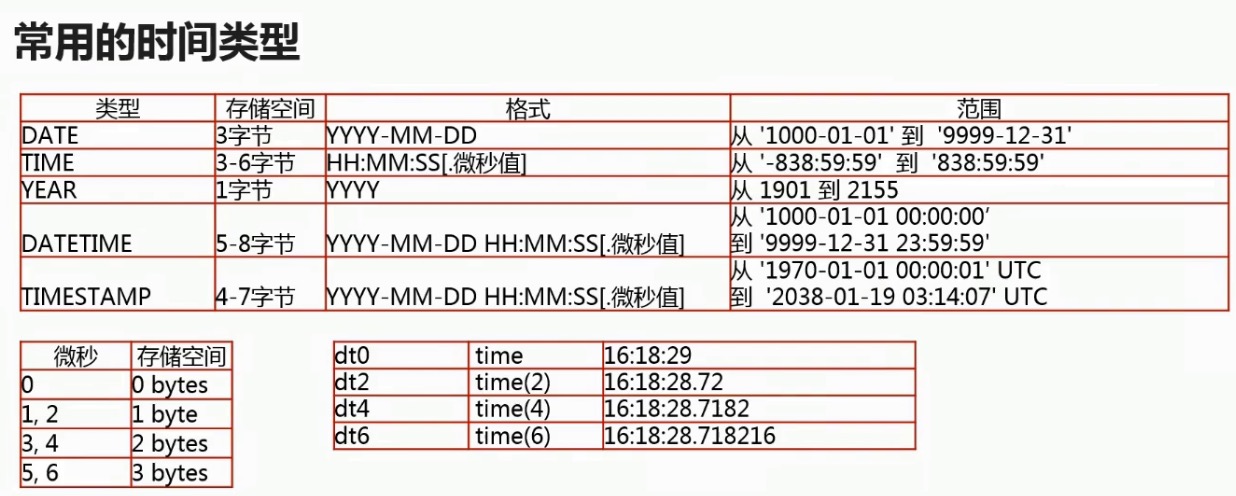 常用的时间类型
类型 存储空间 格式 范围
DATE 3字节 YYYY-MM-DD 从 '1000-01-01' 到 '9999-12-31'
TIME 3-6字节 HH:MM:SS[.微秒值] 从 '-838:59:59' 到 '838:59:59'
YEAR 1字节 YYYY 从 1901 到 2155
从 '1000-01-01 00:00:00’
DATETIME 5-8字节 YYYY-MM-DD HH:MM:SS[.微秒值] 到 '9999-12-31 23:59:59'
从 '1970-01-01 00:00:01' UTC
TIMESTAMP 4-7字节 YYYY-MM-DD HH:MM:SS[.微秒值] 到 '2038-01-19 03:14:07' UTC
微秒 存储空间
0 0 bytes
1, 2 1 byte
3, 4 2 bytes
5, 6 3 bytes
dt0 time 16:18:29
dt2 time(2) 16:18:28.72
dt4 time(4) 16:18:28.7182
dt6 time(6) 16:18:28.718216